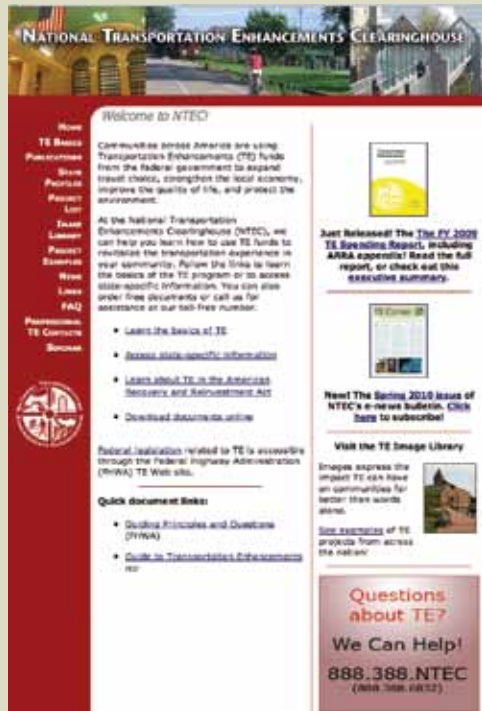 NATIONAL TRANSPORTATION ENHANCEMENTS CLEARINGHOUSE
HOME
TE BASICS
PUBLICATIONS
STATE
PROFILES
PROJECT
LIST
IMAGE
LIBRARY
PROJECT
EXAMPLES
NEWS
LINKS
FAQ
PROFESSIONAL
TE CONTACTS
SEMINAR
Welcome to NTEC!
Communities across America are using
Transportation Enhancements (TE) funds
from the federal government to expand
travel choice, strengthen the local economy,
improve the quality of life, and protect the
environment.
At the National Transportation
Enhancements Clearinghouse (NTEC), we
can help you learn how to use TE funds to
revitalize the transportation experience in
your community. Follow the links to learn
the basics of the TE program or to access
state-specific information. You can also
order free documents or call us for
assistance at our toll-free number.
• Learn the basics of TE
• Access state-specific information
• Learn about TE in the American
Recovery and Reinvestment Act
• Download documents online
Federal legislation related to TE is accessible
through the Federal Highway Administration
(FHWA) TE Web site.
Quick document links:
• Guiding Principles and Questions
(FHWA)
• Guide to Transportation Enhancements
Just Released! The FY 2009
TE Spending Report, including
ARRA appendix! Read the full
report, or check out this
executive summary.
TE Corner
New! The Spring 2010 issue of
NTEC's e-news bulletin. Click
here to subscribe!
Visit the TE Image Library
Images express the
impact TE can have
on communities far
better than words
alone.
See examples of TE
projects from across
the nation!
Questions
about TE?
We Can Help!
888.388.NTEC
(888.388.6832)